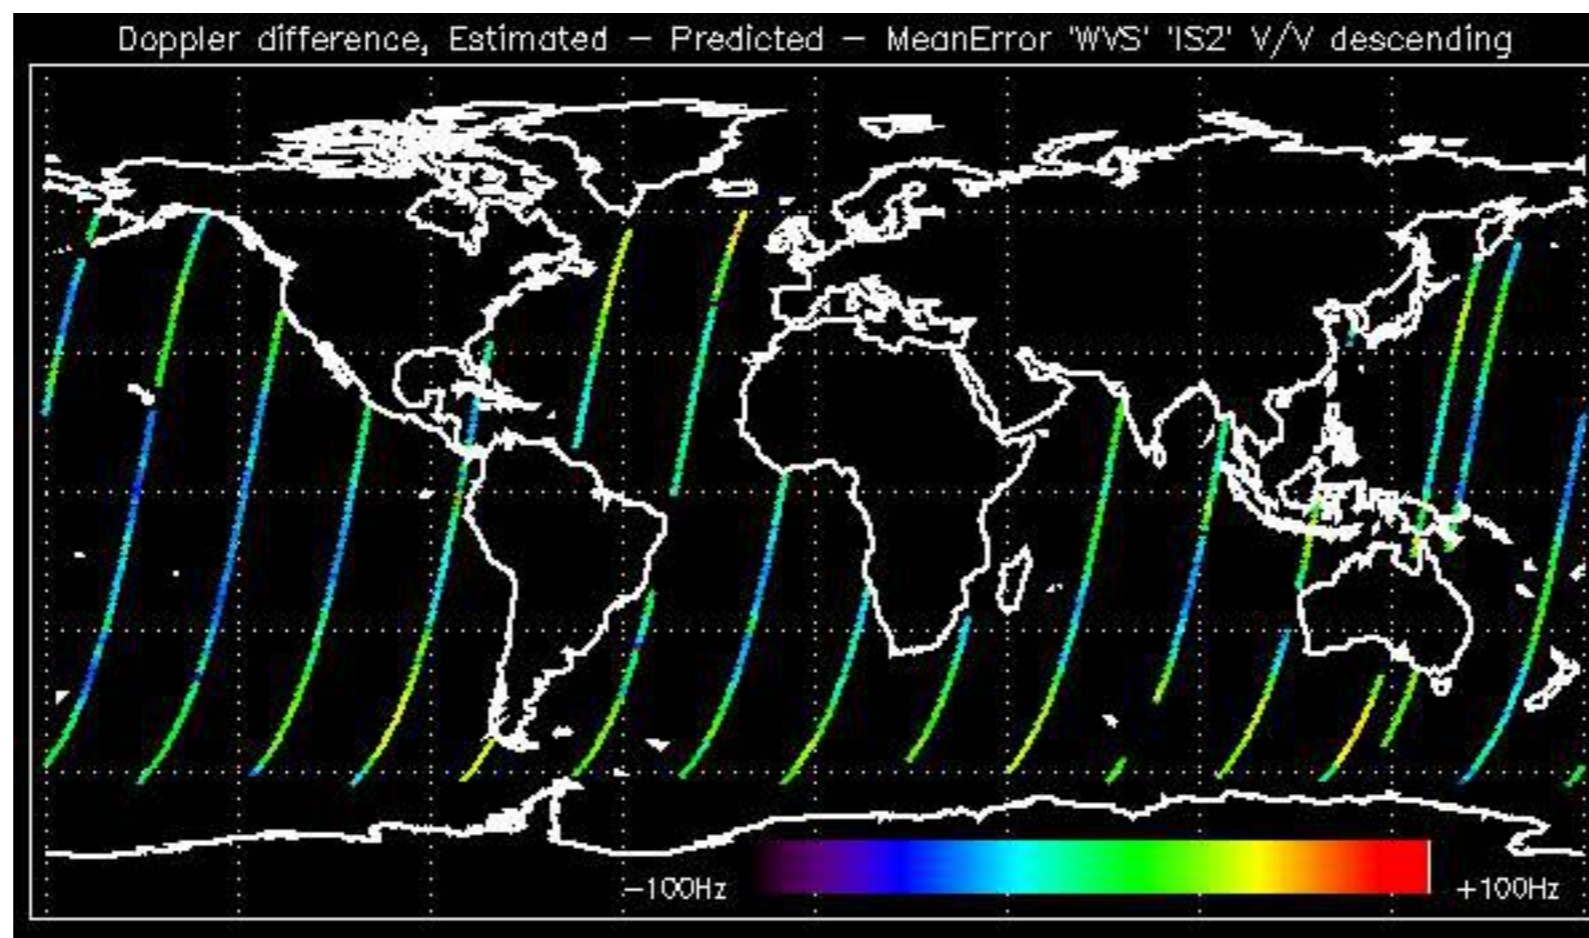 Doppler difference, Estimated – Predicted – MeanError 'WVS' 'IS2' V/V descending
–100Hz +100Hz